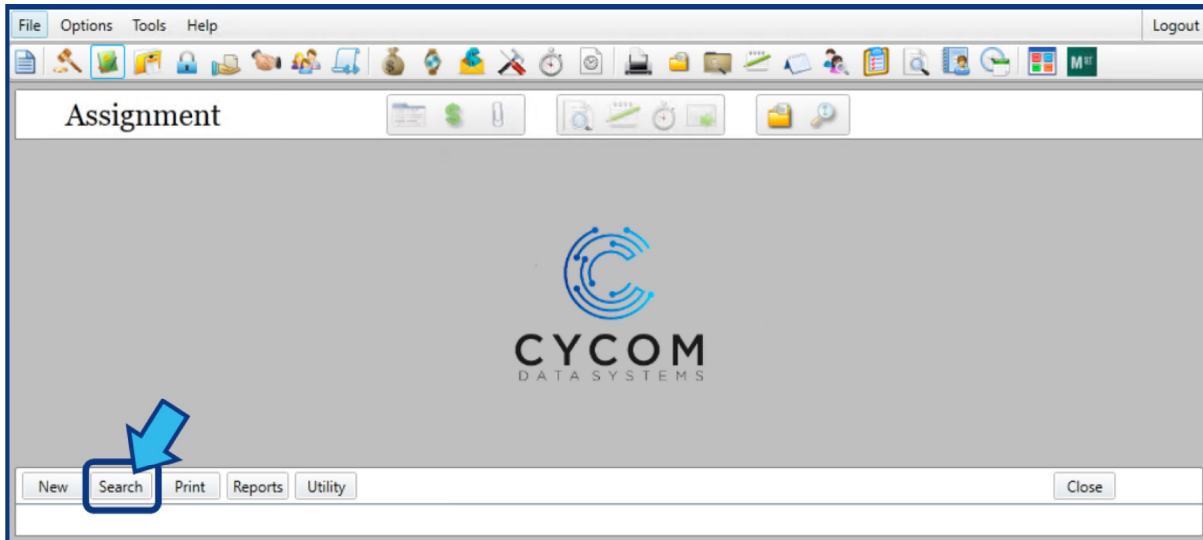 File Options Tools Help Logout
M
Assignment
CYCOM
DATA SYSTEMS
New Search Print Reports Utility Close